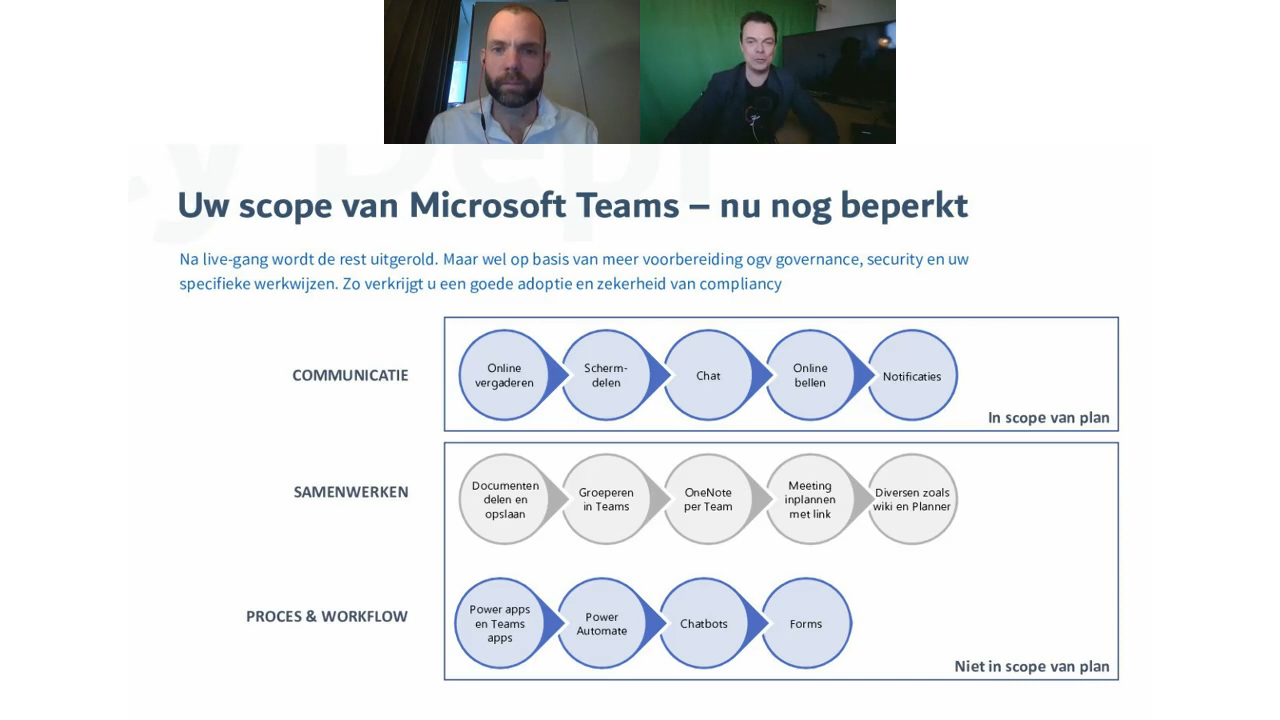 Uw scope van Microsoft Teams – nu nog beperkt
Na live-gang wordt de rest uitgerold. Maar wel op basis van meer voorbereiding ogv governance, security en uw
specifieke werkwijzen. Zo verkrijgt u een goede adoptie en zekerheid van compliancy
COMMUNICATIE
Online
vergaderen
Scherm-
delen
Chat
Online
bellen
Notificaties
In scope van plan
SAMENWERKEN
Documenten
delen en
opslaan
Groeperen
in Teams
OneNote
per Team
Meeting
inplannen
met link
Diversen zoals
wiki en Planner
PROCES & WORKFLOW
Power apps
en Teams
apps
Power
Automate
Chatbots
Forms
Niet in scope van plan